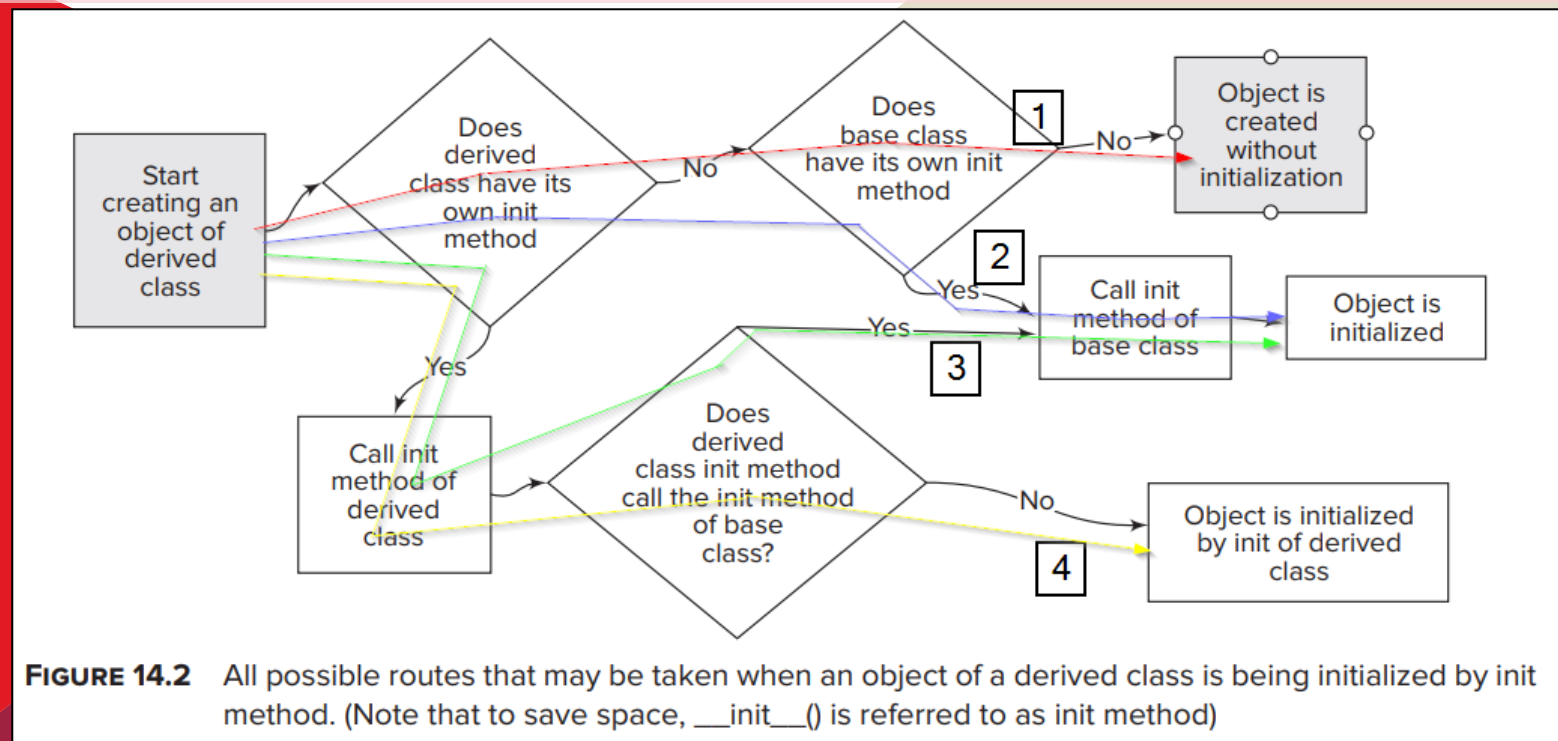 Start
creating an
object of
derived
class
Does
derived
class have its
own init
method
No
Does
base class
have its own init
method
1
No
Object is
created
without
initialization
2
Yes
Call init
method of
base class
Object is
initialized
Yes
3
Yes
Call init
method of
derived
class
Does
derived
class init method
call the init method
of base
class?
No
4
Object is initialized
by init of derived
class
FIGURE 14.2 All possible routes that may be taken when an object of a derived class is being initialized by init
method. (Note that to save space, __init__() is referred to as init method)